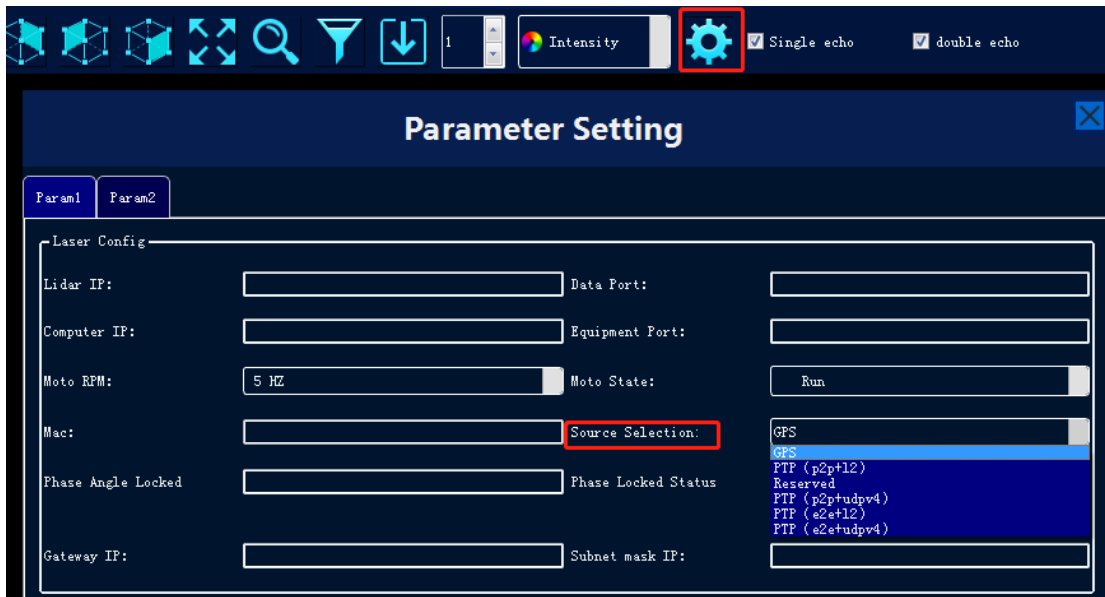 1 Intensity Single echo double echo
Parameter Setting
Param1 Param2
Laser Config
Lidar IP: Data Port:
Computer IP: Equipment Port:
Moto RPM: 5 HZ Moto State: Run
Mac: Source Selection: GPS
GPS
PTP (p2p+l2)
Phase Angle Locked Phase Locked Status Reserved
PTP (p2p+udpv4)
PTP (e2e+l2)
PTP (e2e+udpv4)
Gateway IP: Subnet mask IP: